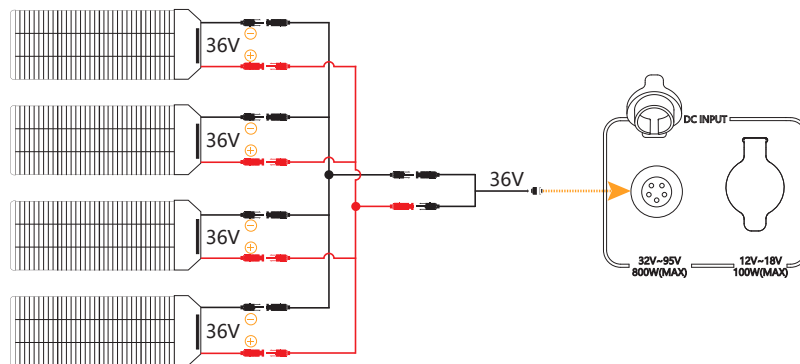 36V
⊖
⊕
36V
⊖
⊕
36V
⊖
⊕
36V
⊖
⊕
36V
DC INPUT
32V~95V
800W(MAX)
12V~18V
100W(MAX)